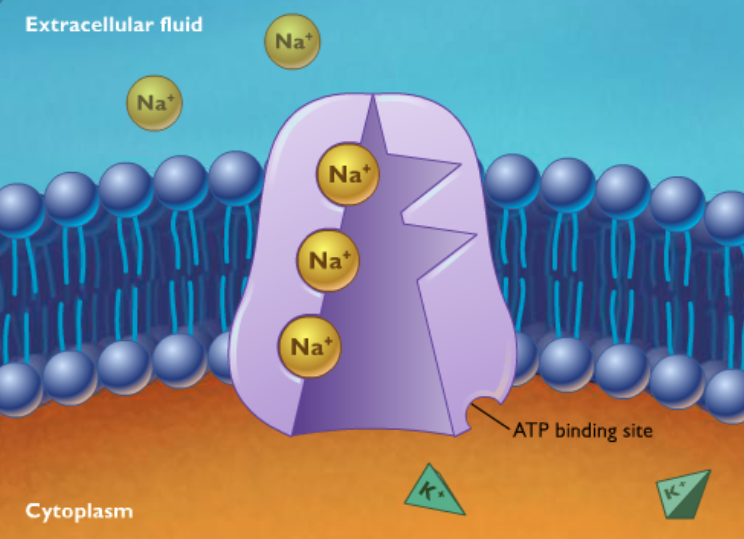 Extracellular fluid
Na⁺
Na⁺
Na⁺
Na⁺
Na⁺
ATP binding site
K⁺
K⁺
Cytoplasm